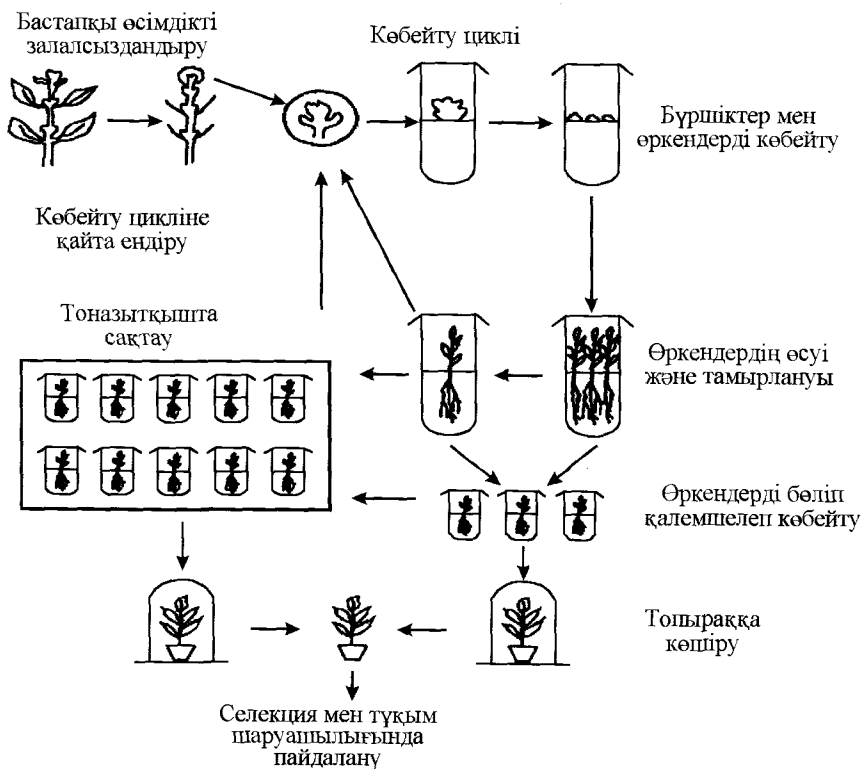 Бастапқы өсімдікті
залалсыздандыру
Көбейту циклі
Бүршіктер мен
өркендерді көбейту
Көбейту цикліне
қайта ендіру
Тоназытқышта
сақтау
Өркендердің өсуі
және тамырлануы
Өркендерді бөліп
қалемшелеп көбейту
Топыраққа
көшіру
Селекция мен тұқым
шаруашылығында
пайдалану